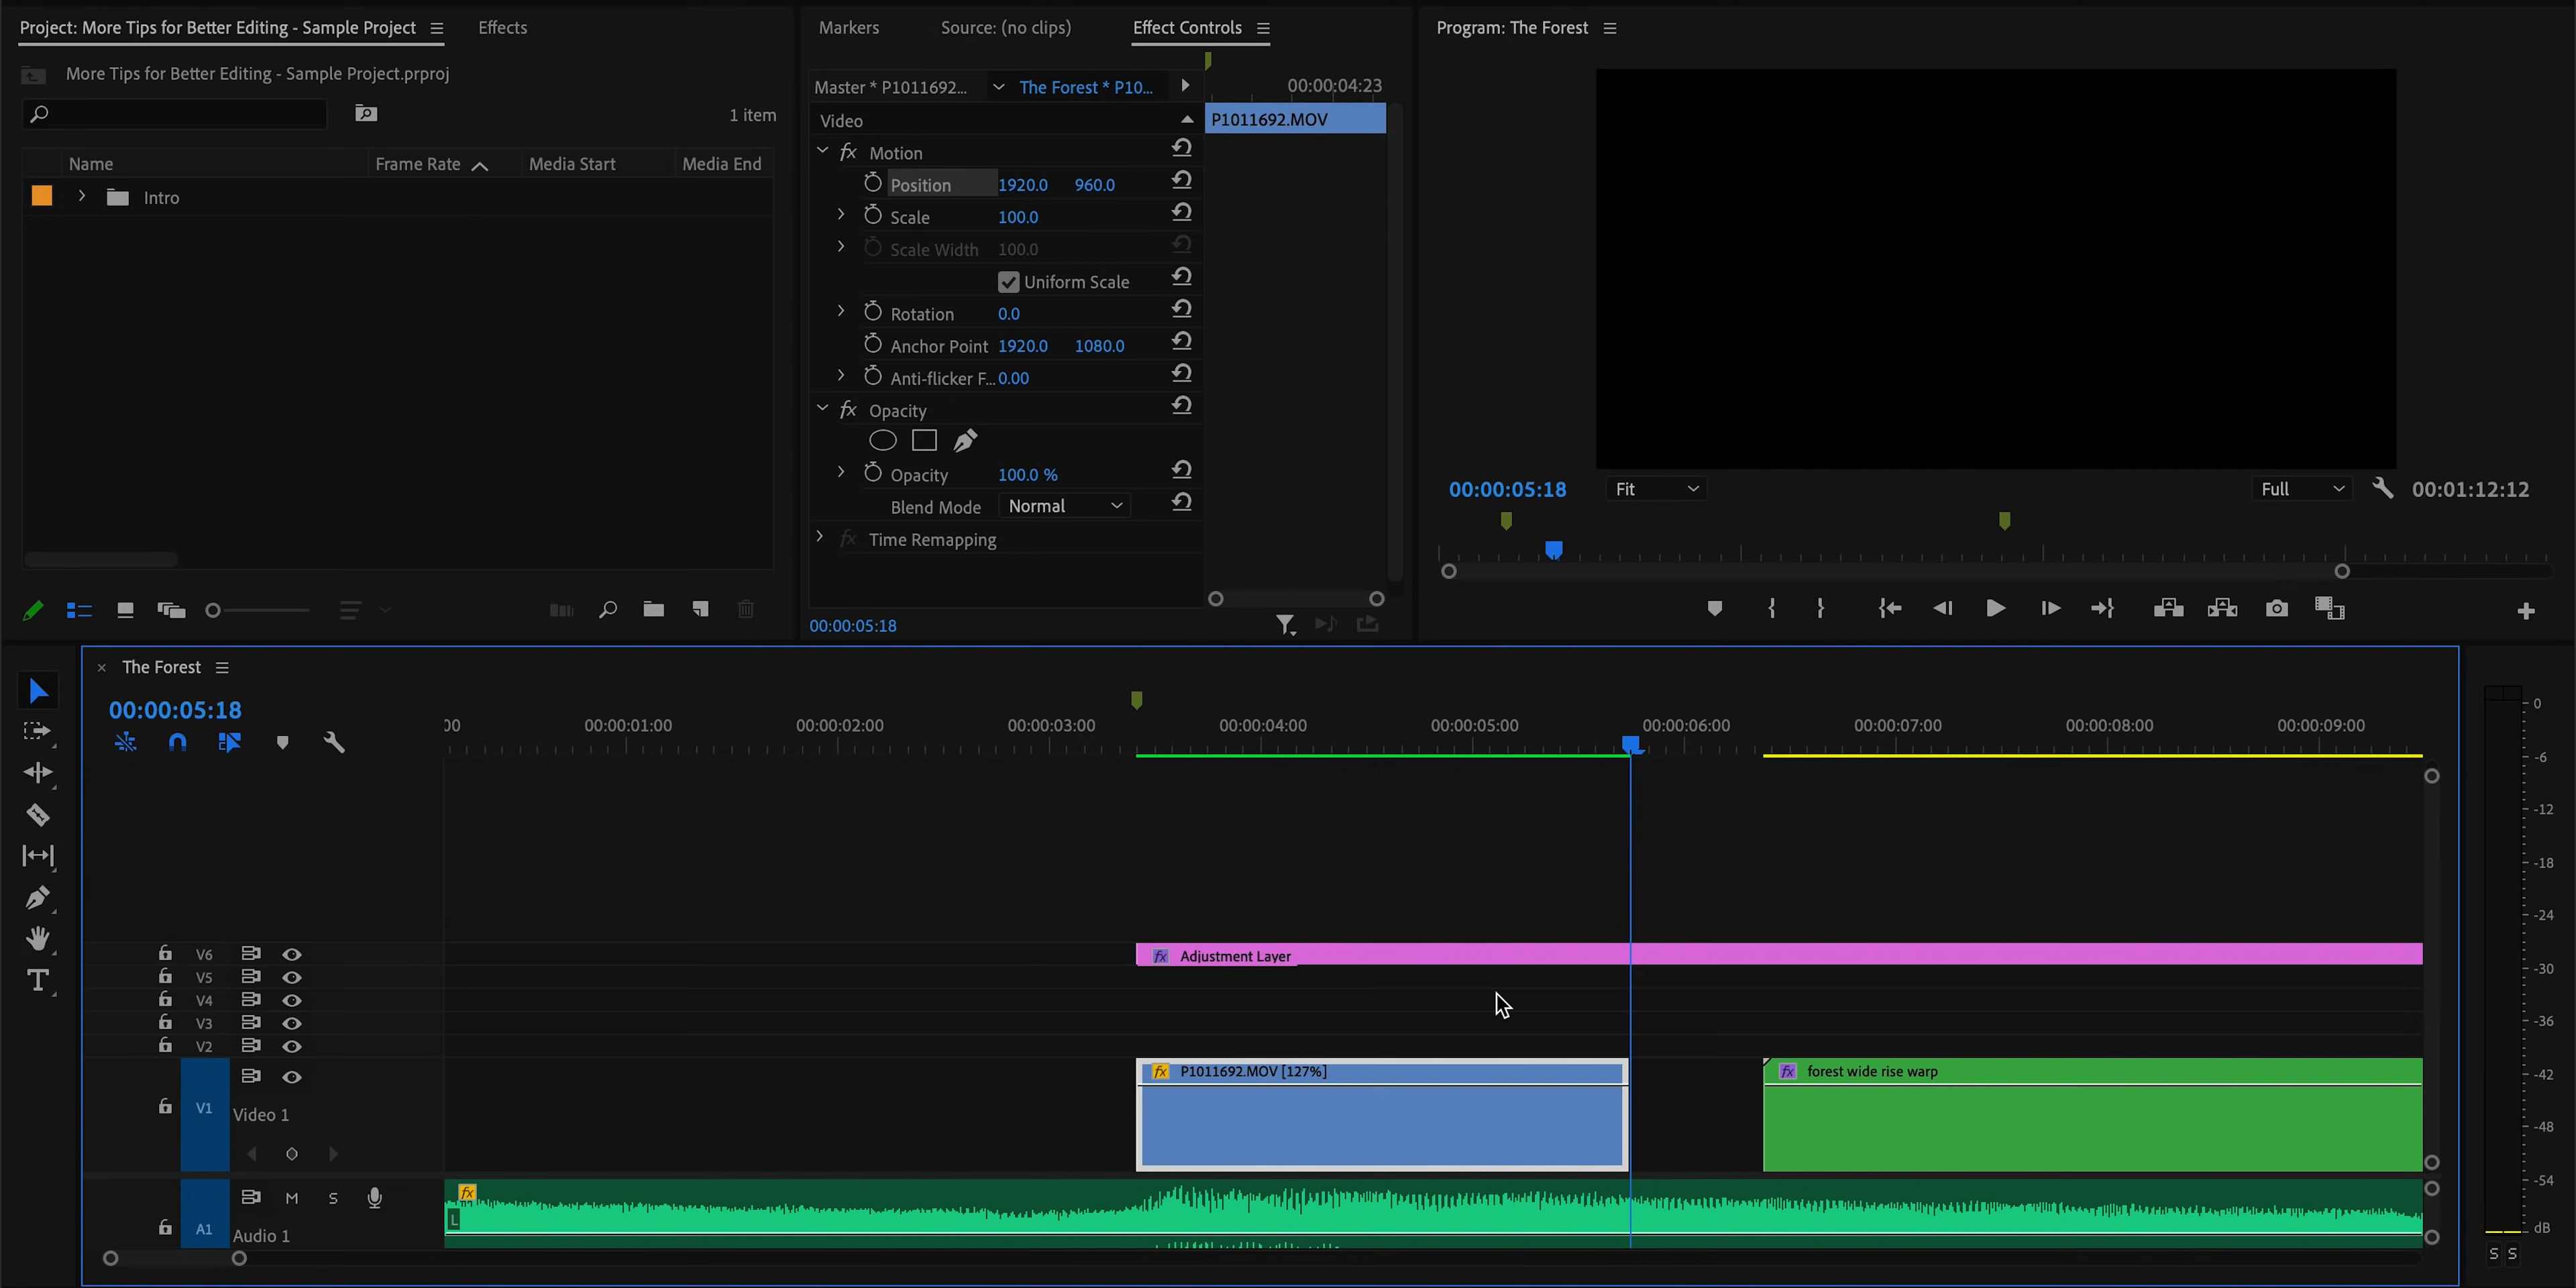 Project: More Tips for Better Editing - Sample Project
Effects
More Tips for Better Editing - Sample Project.prproj
1 item
Name
Frame Rate
Media Start
Media End
Intro
Markers
Source: (no clips)
Effect Controls
Master * P1011692...
The Forest * P10...
00:00:04:23
Video
P1011692.MOV
fx Motion
Position 1920.0 960.0
Scale 100.0
Scale Width 100.0
Uniform Scale
Rotation 0.0
Anchor Point 1920.0 1080.0
Anti-flicker F... 0.00
fx Opacity
Opacity 100.0 %
Blend Mode Normal
fx Time Remapping
00:00:05:18
Program: The Forest
00:00:05:18
Fit
Full
00:01:12:12
The Forest
00:00:05:18
00
00:00:01:00
00:00:02:00
00:00:03:00
00:00:04:00
00:00:05:00
00:00:06:00
00:00:07:00
00:00:08:00
00:00:09:00
V6
fx Adjustment Layer
V5
V4
V3
V2
V1
Video 1
fx P1011692.MOV [127%]
fx forest wide rise warp
A1
M
S
Audio 1
fx
L
0
-6
-12
-18
-24
-30
-36
-42
-48
-54
dB
S S